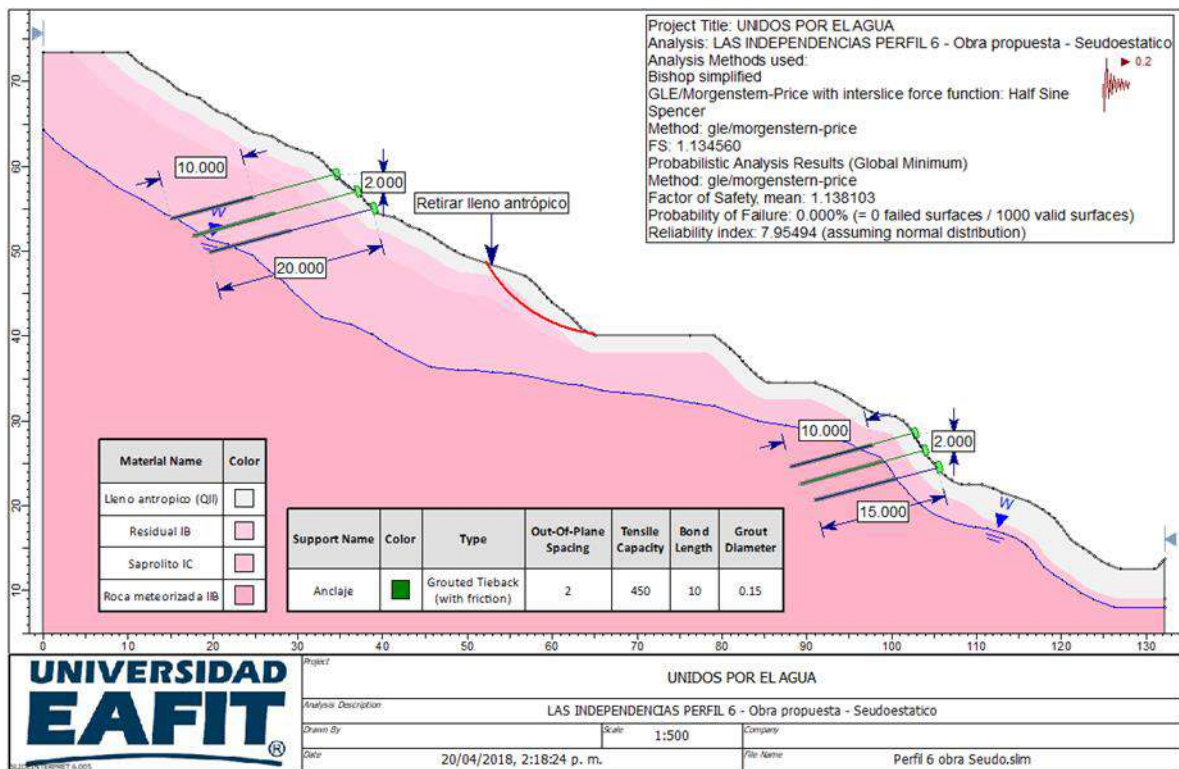 Project Title: UNIDOS POR EL AGUA
Analysis: LAS INDEPENDENCIAS PERFIL 6 - Obra propuesta - Seudoestatico
Analysis Methods used:
Bishop simplified
GLE/Morgenstern-Price with interslice force function: Half Sine
Spencer
Method: gle/morgenstern-price
FS: 1.134560
Probabilistic Analysis Results (Global Minimum)
Method: gle/morgenstern-price
Factor of Safety, mean: 1.138103
Probability of Failure: 0.000% (= 0 failed surfaces / 1000 valid surfaces)
Reliability index: 7.95494 (assuming normal distribution)
0.2
70
60
50
40
30
20
10
10.000
2.000
Retirar lleno antrópico
W
20.000
10.000
2.000
15.000
W
Material Name Color
Lleno antropico (QII)
Residual IB
Saprolito IC
Roca meteorizada IIB
Support Name Color Type Out-Of-Plane Spacing Tensile Capacity Bond Length Grout Diameter
Anclaje Grouted Tieback (with friction) 2 450 10 0.15
0 10 20 30 40 50 60 70 80 90 100 110 120 130
UNIVERSIDAD
EAFIT®
Project
UNIDOS POR EL AGUA
Analysis Description
LAS INDEPENDENCIAS PERFIL 6 - Obra propuesta - Seudoestatico
Drawn By
Scale
1:500
Company
Date
20/04/2018, 2:18:24 p. m.
File Name
Perfil 6 obra Seudo.slim